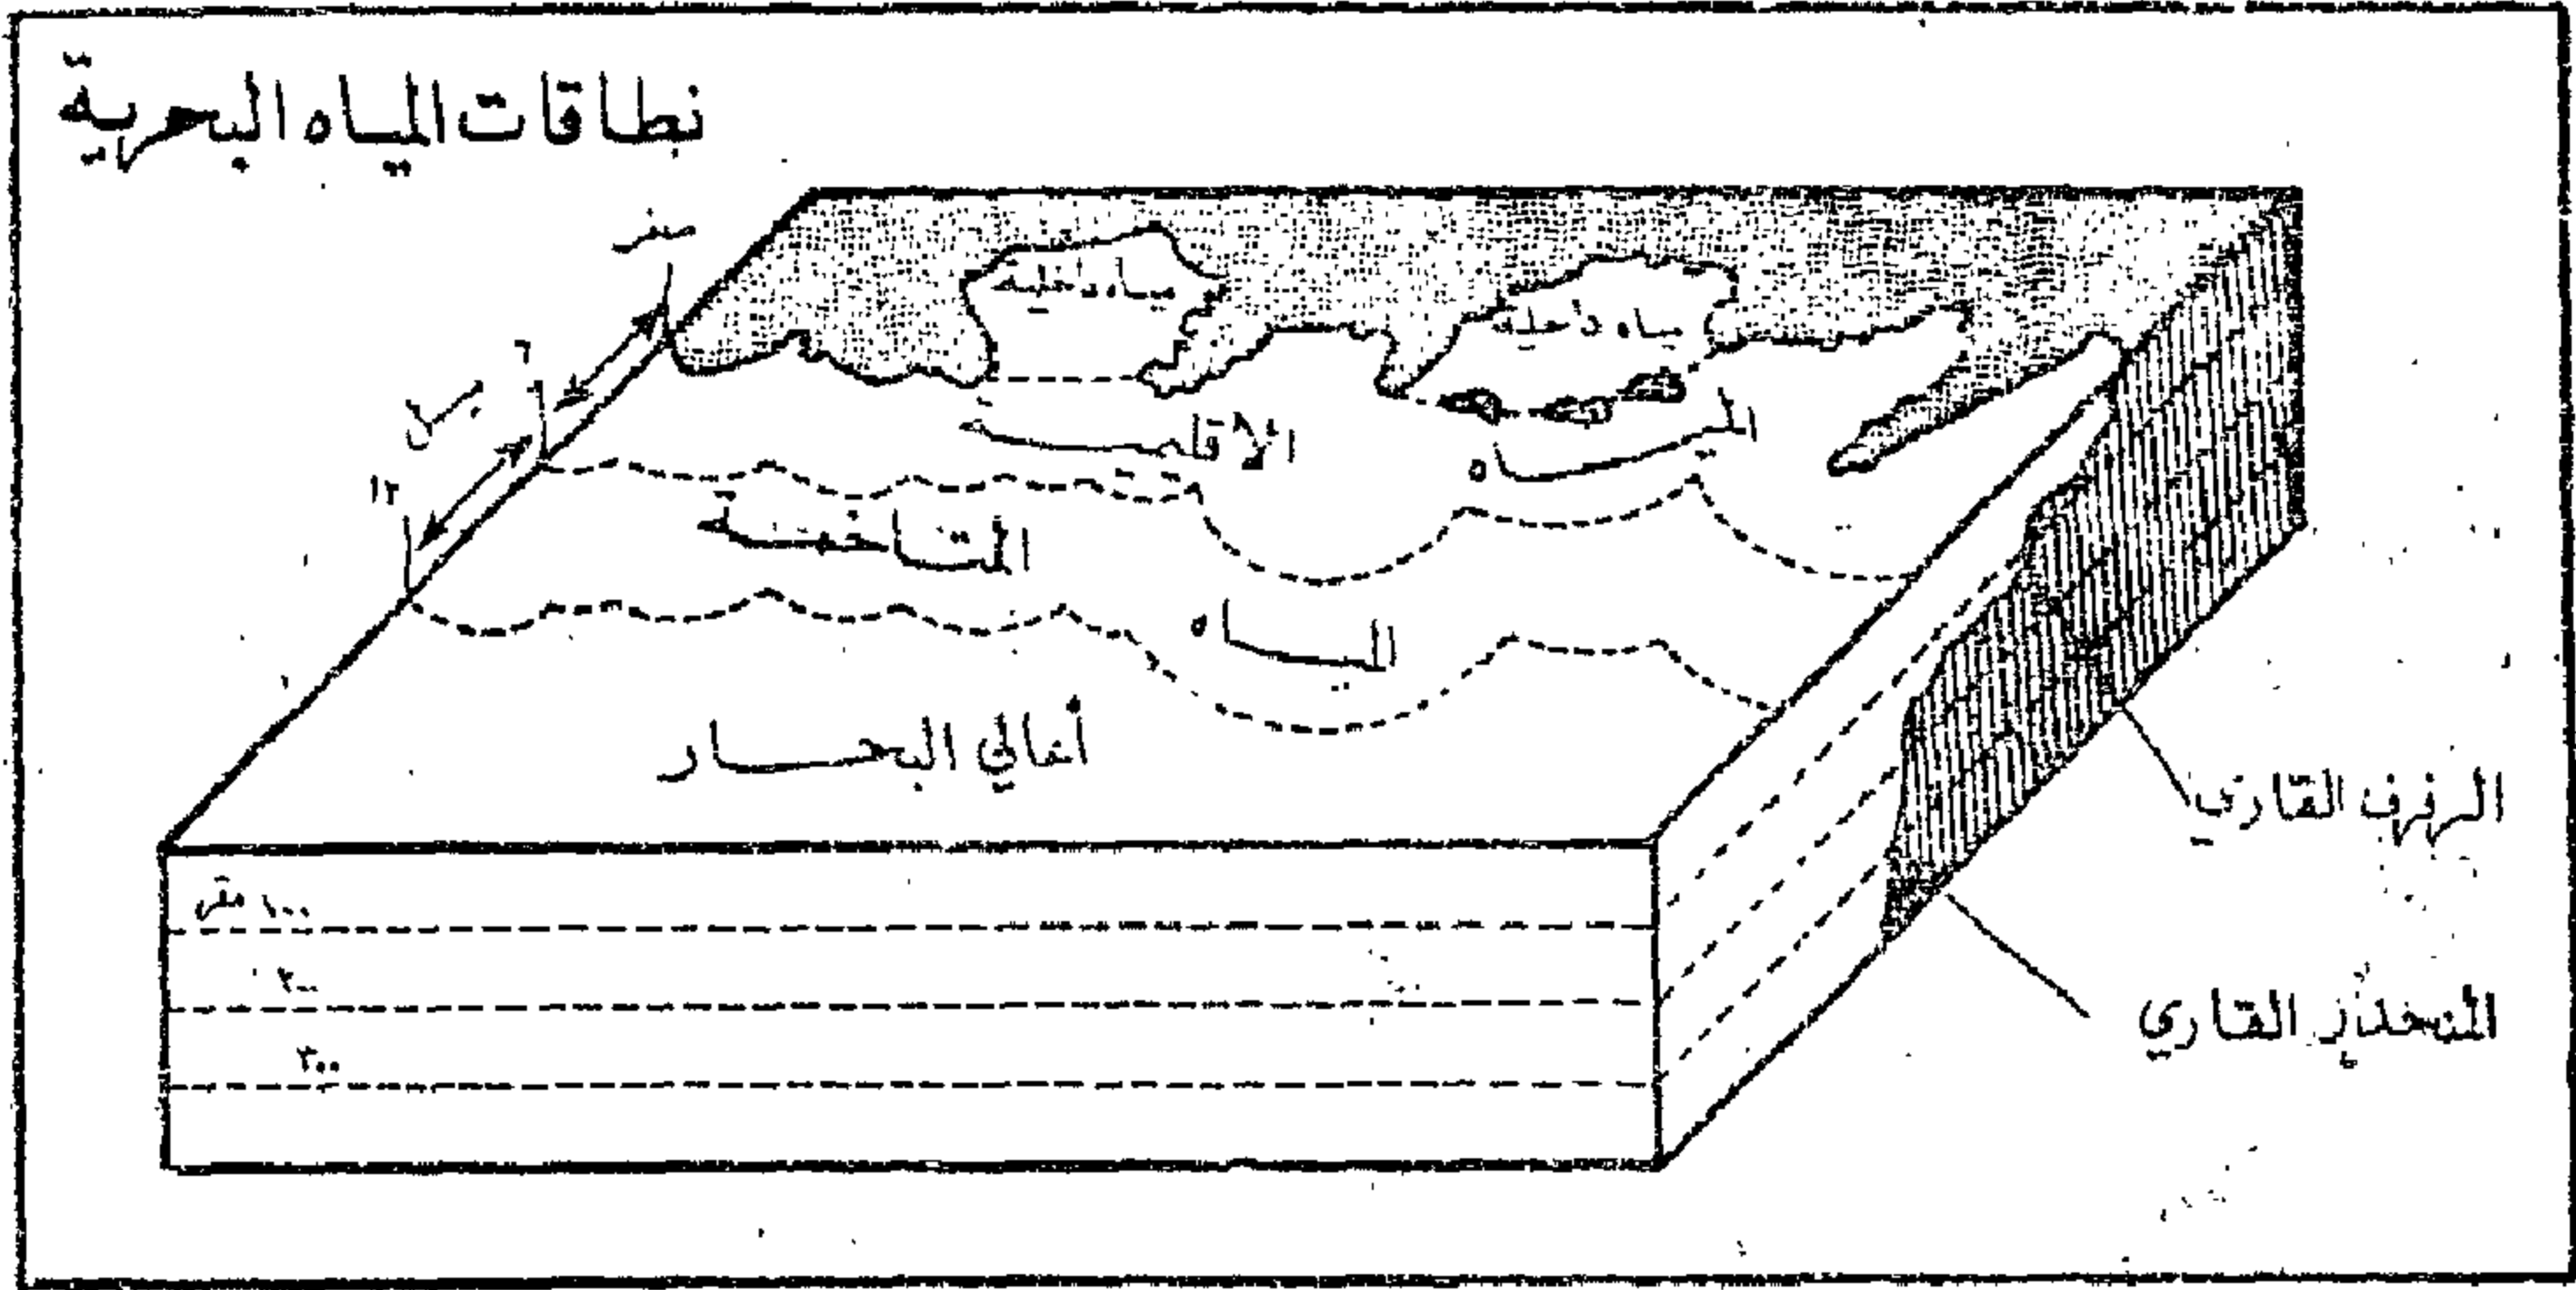 نطاقات المياه البحرية
صفر
٦
ميل
١٢
مياه داخلية
مياه داخلية
المياه الاقليمية
المياه المتاخمة
أعالي البحار
١٠٠ متر
٢٠٠
٣٠٠
الرفرف القاري
المنحدر القاري